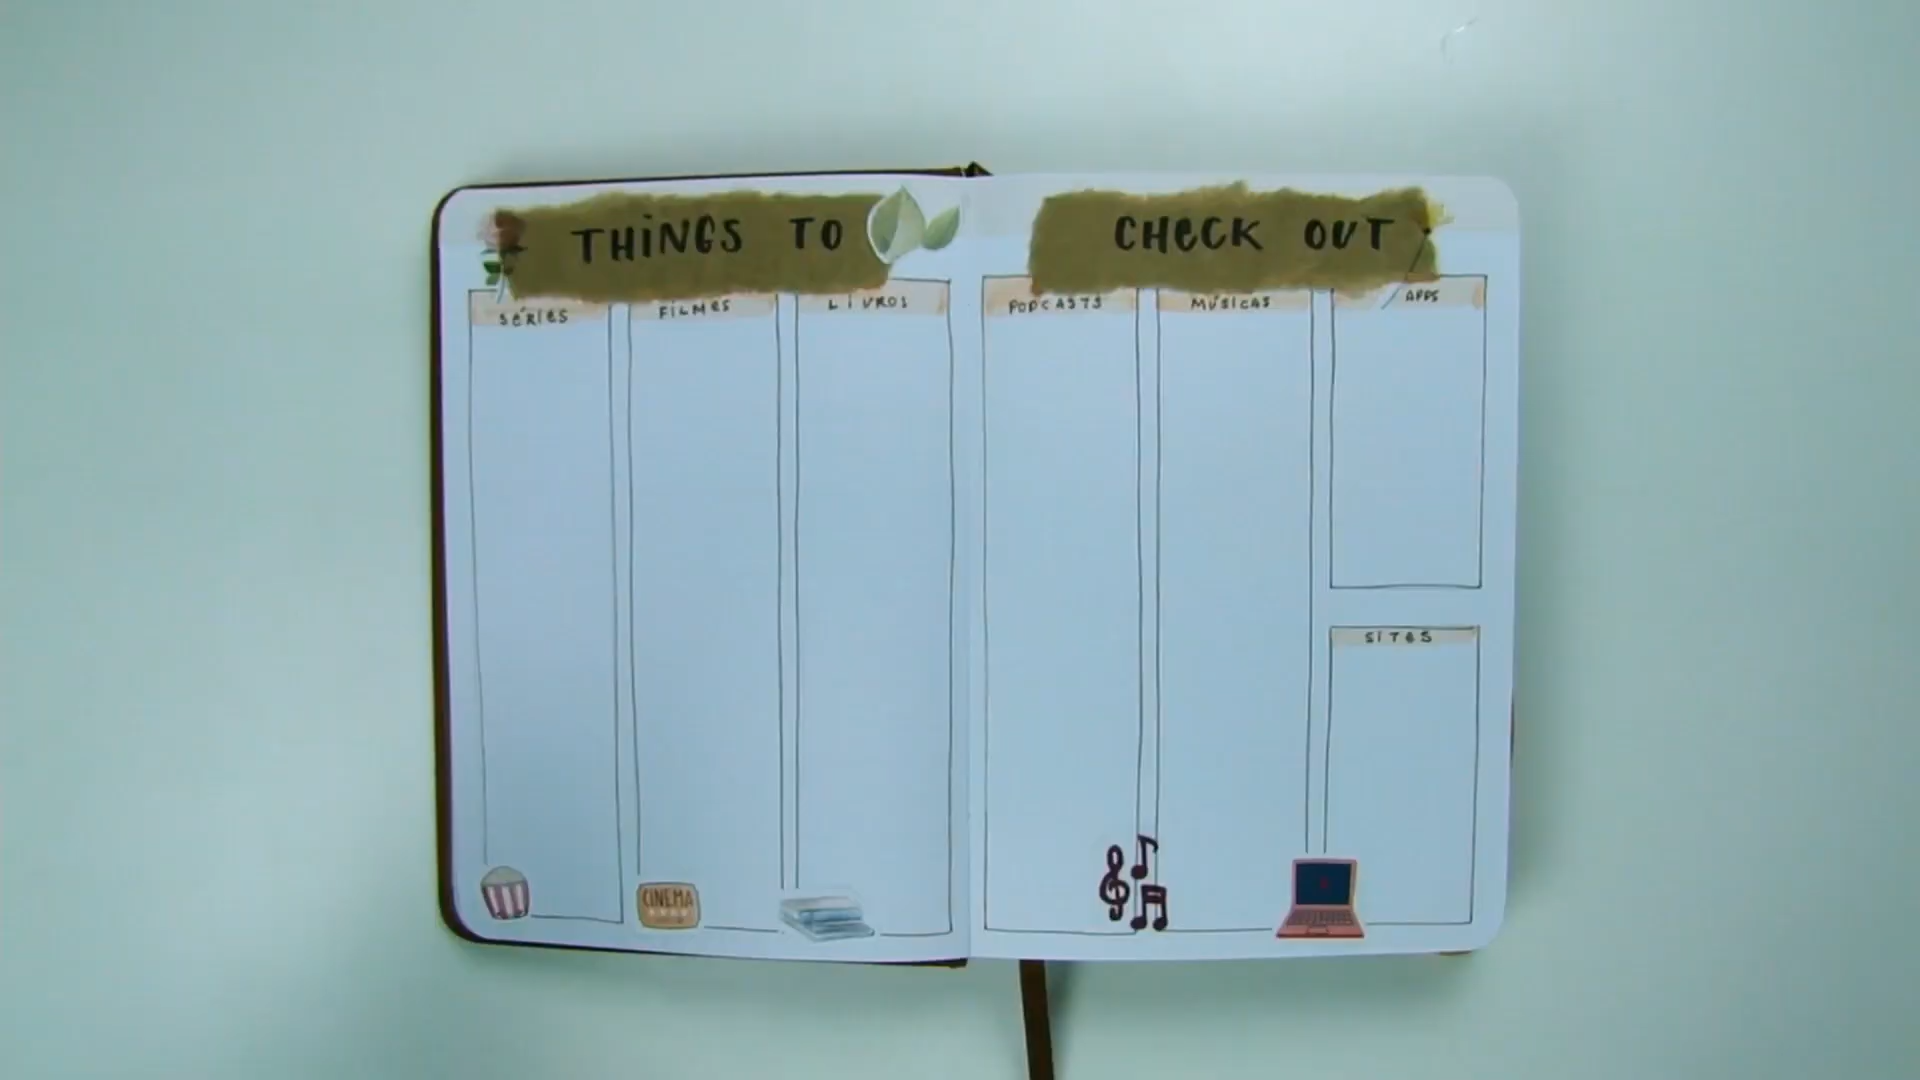 THINGS TO
CHECK OUT
SÉRIES
FILMES
LIVROS
PODCASTS
MÚSICAS
APPS
SITES
CINEMA